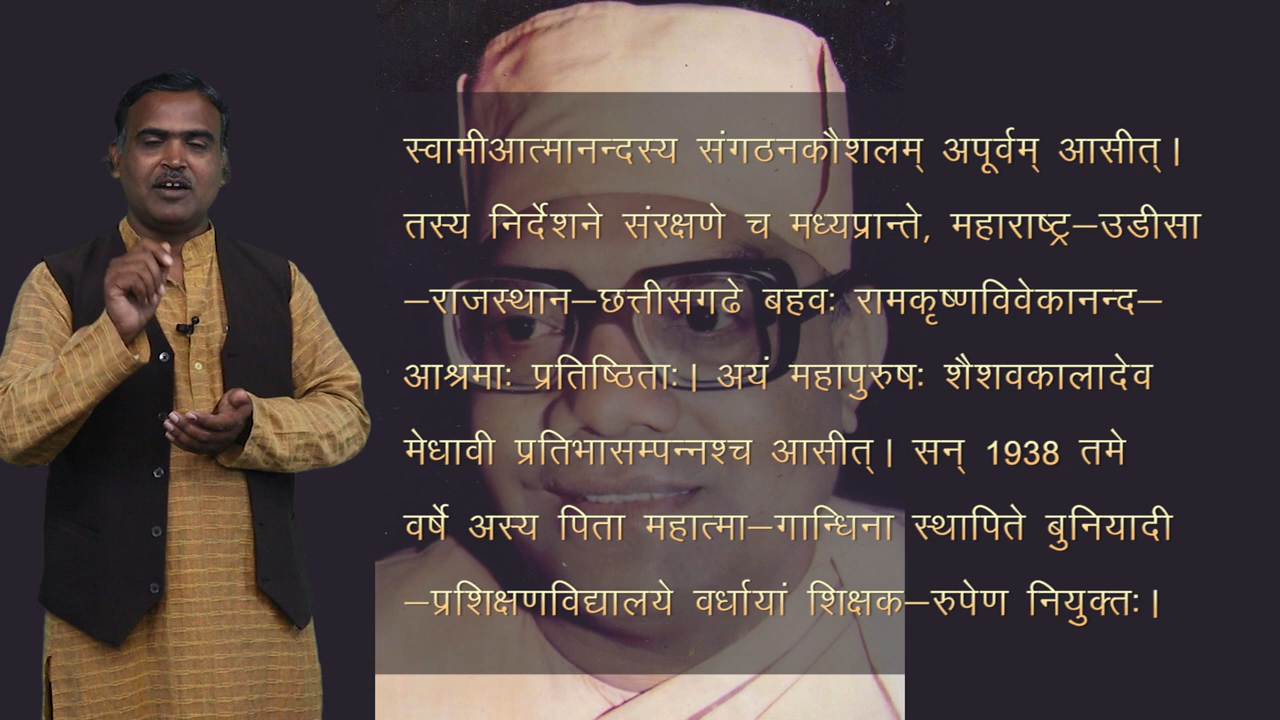 स्वामीआत्मानन्दस्य संगठनकौशलम् अपूर्वम् आसीत् ।
तस्य निर्देशने संरक्षणे च मध्यप्रान्ते, महाराष्ट्र–उडीसा
–राजस्थान–छत्तीसगढे बहवः रामकृष्णविवेकानन्द–
आश्रमाः प्रतिष्ठिताः । अयं महापुरुषः शैशवकालादेव
मेधावी प्रतिभासम्पन्नश्च आसीत् । सन् 1938 तमे
वर्षे अस्य पिता महात्मा–गान्धिना स्थापिते बुनियादी
–प्रशिक्षणविद्यालये वर्धायां शिक्षक–रुपेण नियुक्तः ।